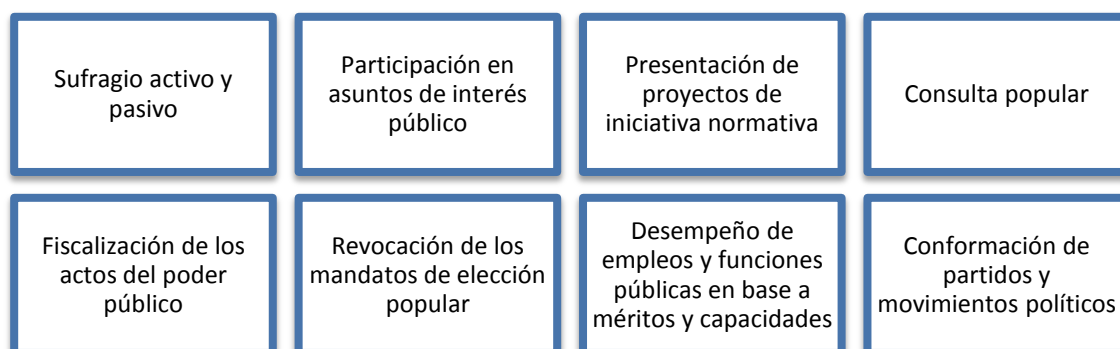 Sufragio activo y
pasivo
Participación en
asuntos de interés
público
Presentación de
proyectos de
iniciativa normativa
Consulta popular
Fiscalización de los
actos del poder
público
Revocación de los
mandatos de elección
popular
Desempeño de
empleos y funciones
públicas en base a
méritos y capacidades
Conformación de
partidos y
movimientos políticos